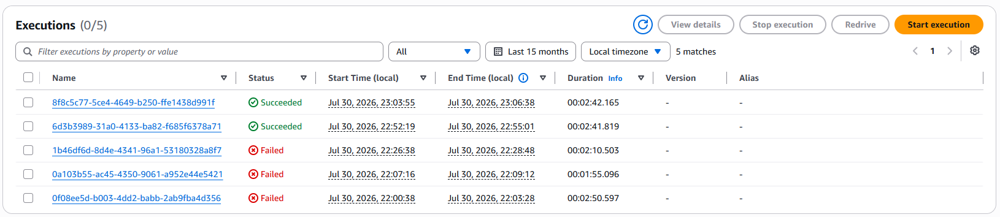 Executions (0/5) View details Stop execution Redrive Start execution
Filter executions by property or value All Last 15 months Local timezone 5 matches 1
Name Status Start Time (local) End Time (local) Duration Info Version Alias
8f8c5c77-5ce4-4649-b250-ffe1438d991f Succeeded Jul 30, 2026, 23:03:55 Jul 30, 2026, 23:06:38 00:02:42.165 - -
6d3b3989-31a0-4133-ba82-f685f6378a71 Succeeded Jul 30, 2026, 22:52:19 Jul 30, 2026, 22:55:01 00:02:41.819 - -
1b46df6d-8d4e-4341-96a1-53180328a8f7 Failed Jul 30, 2026, 22:26:38 Jul 30, 2026, 22:28:48 00:02:10.503 - -
0a103b55-ac45-4350-9061-a952e44e5421 Failed Jul 30, 2026, 22:07:16 Jul 30, 2026, 22:09:12 00:01:55.096 - -
0f08ee5d-b003-4dd2-babb-2ab9fba4d356 Failed Jul 30, 2026, 22:00:38 Jul 30, 2026, 22:03:28 00:02:50.597 - -